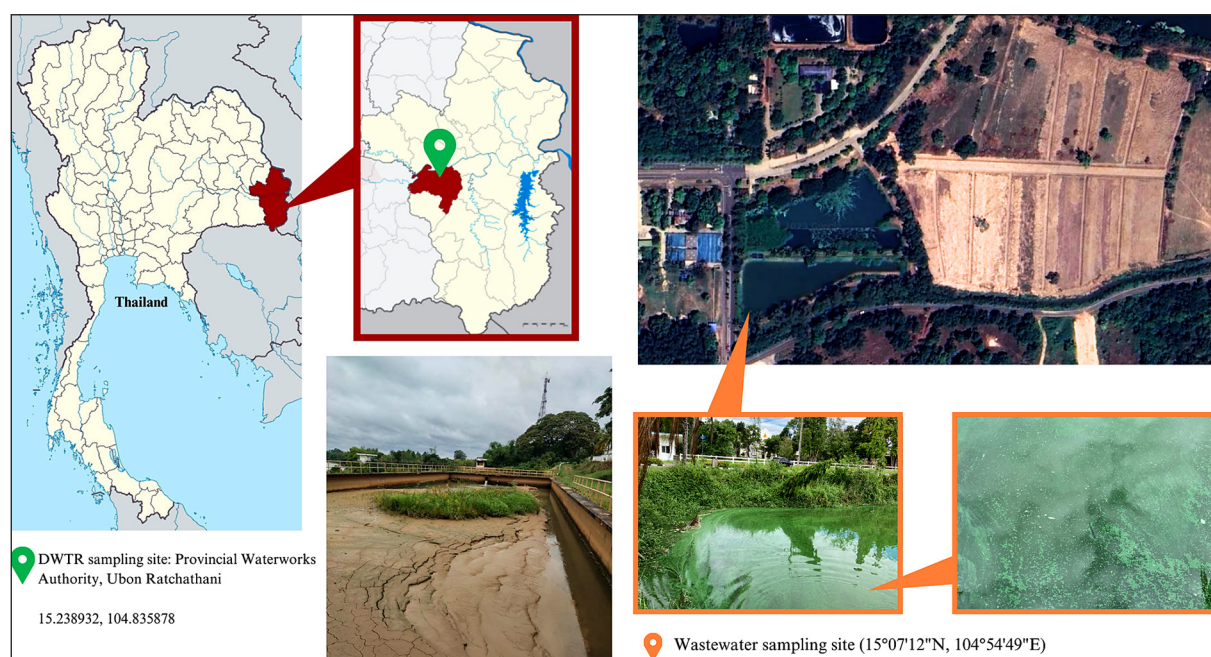 Thailand
DWTR sampling site: Provincial Waterworks
Authority, Ubon Ratchathani
15.238932, 104.835878
Wastewater sampling site (15°07'12"N, 104°54'49"E)